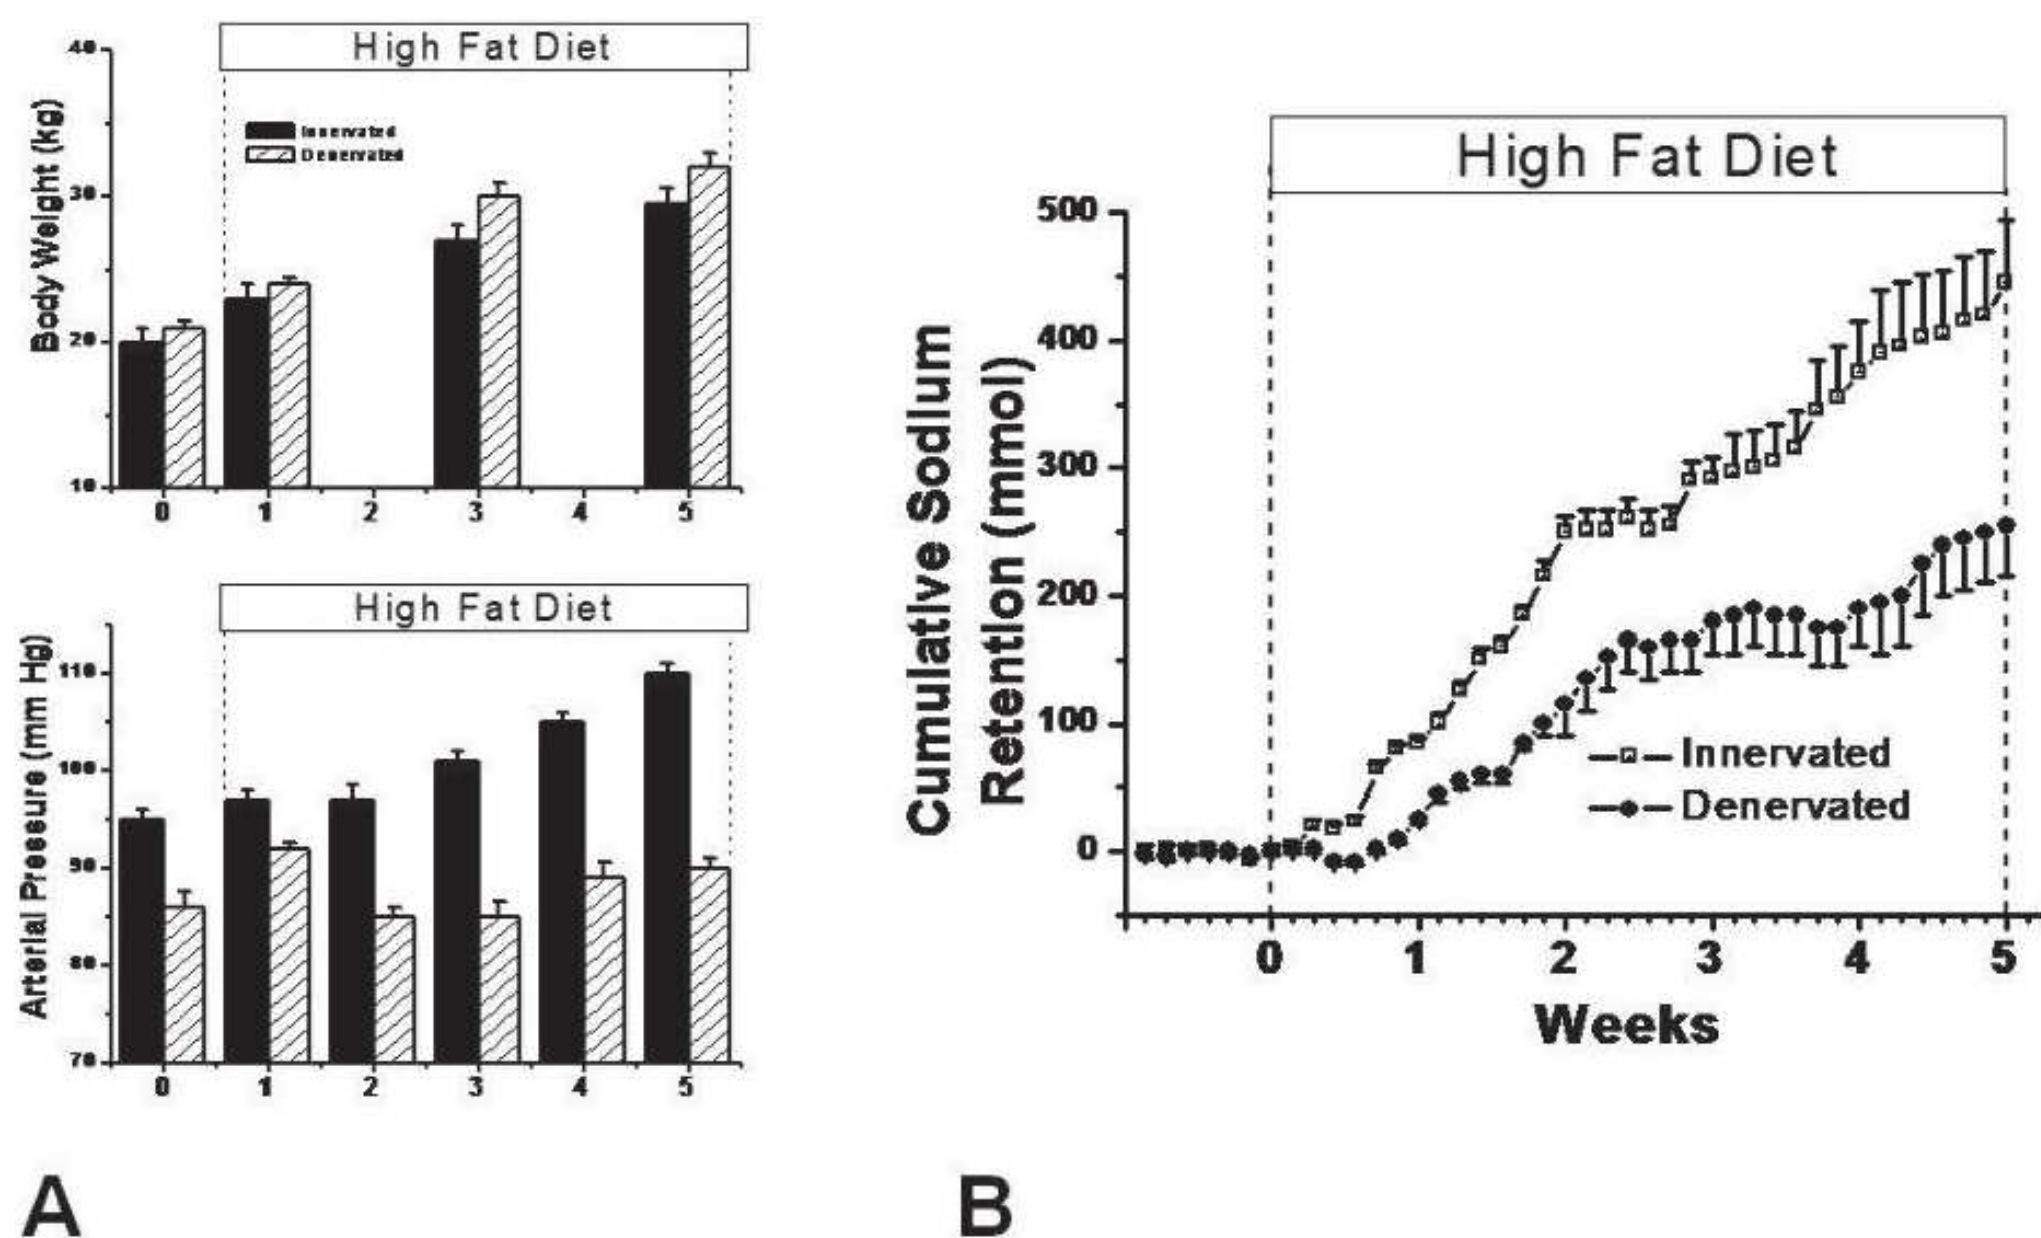 High Fat Diet
40
30
20
10
Body Weight (kg)
Innervated
Denervated
0 1 2 3 4 5
High Fat Diet
110
100
90
80
70
Arterial Pressure (mm Hg)
0 1 2 3 4 5
A
High Fat Diet
500
400
300
200
100
0
Cumulative Sodium
Retention (mmol)
Innervated
Denervated
0 1 2 3 4 5
Weeks
B